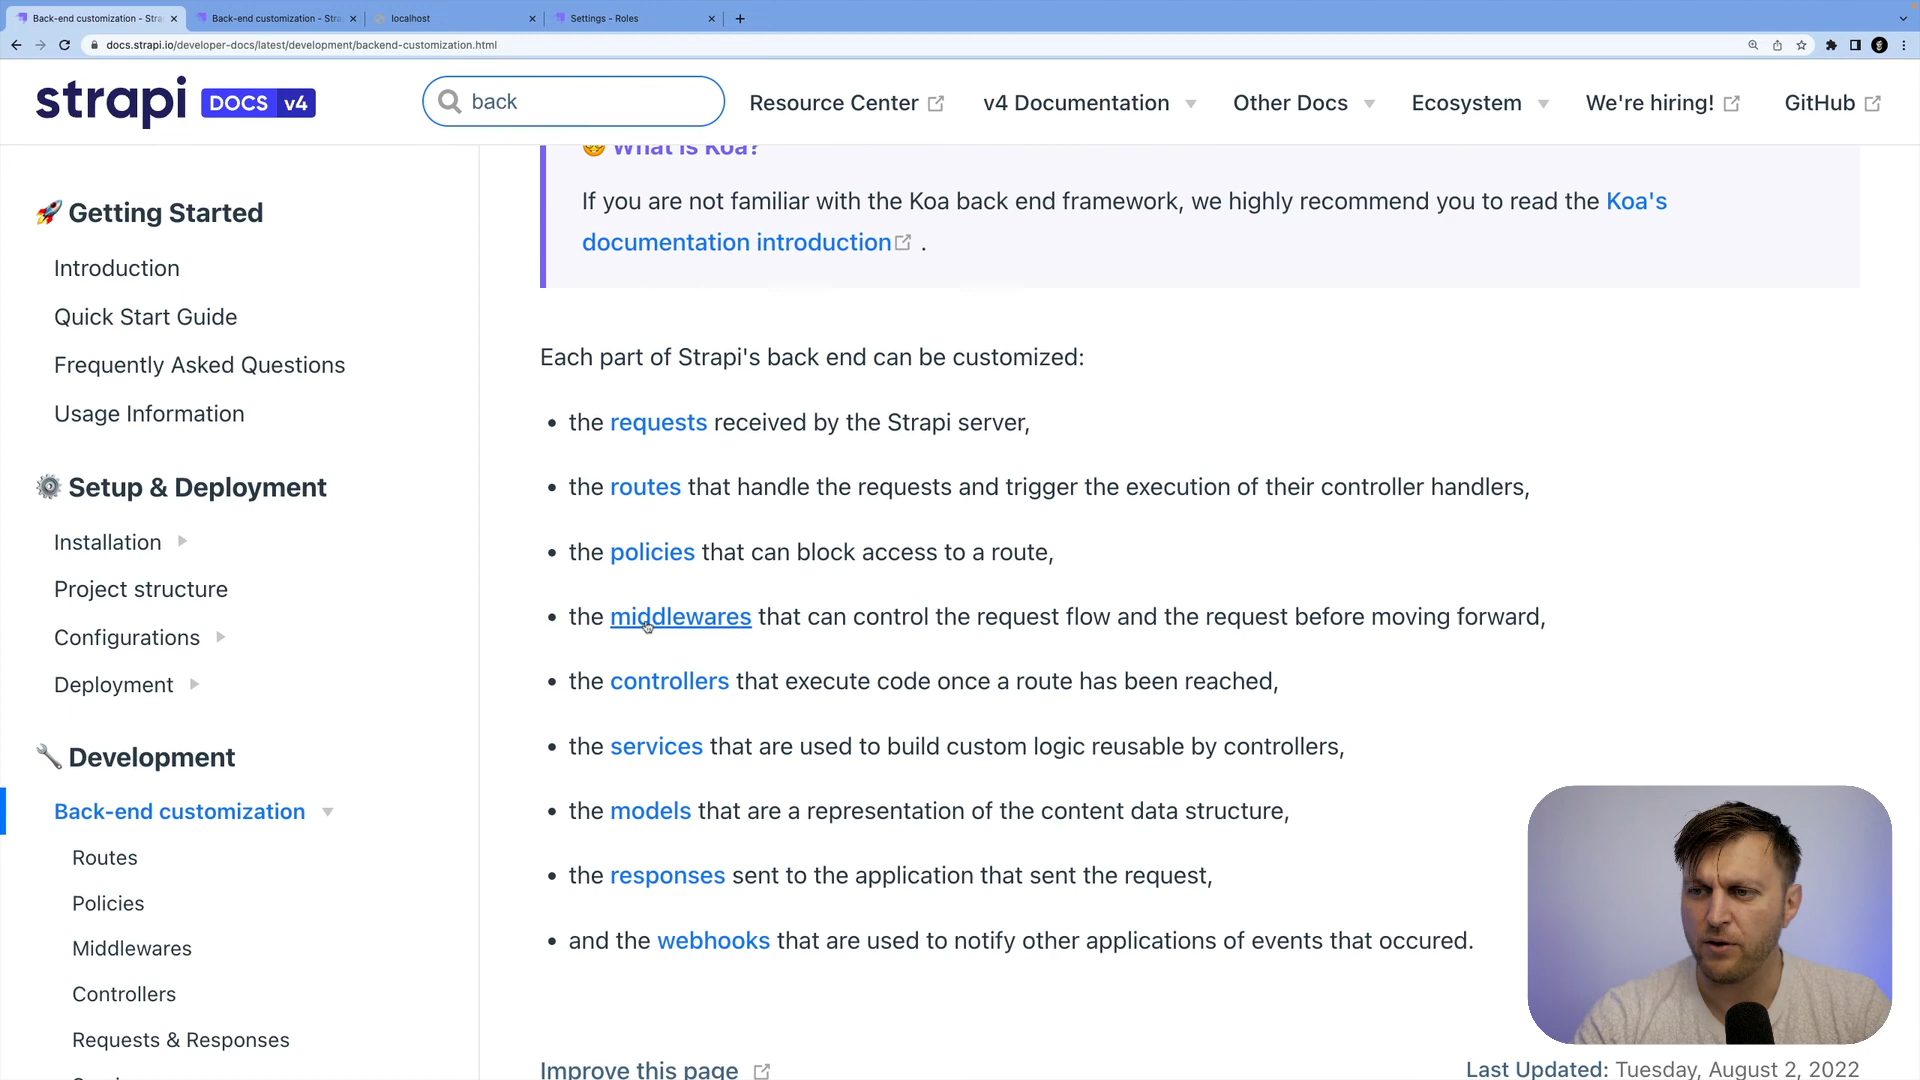 Back-end customization - Stra
Back-end customization - Stra
localhost
Settings - Roles
docs.strapi.io/developer-docs/latest/development/backend-customization.html
strapi DOCS v4
back
Resource Center
v4 Documentation
Other Docs
Ecosystem
We're hiring!
GitHub
🚀 Getting Started
Introduction
Quick Start Guide
Frequently Asked Questions
Usage Information
⚙️ Setup & Deployment
Installation
Project structure
Configurations
Deployment
🔧 Development
Back-end customization
Routes
Policies
Middlewares
Controllers
Requests & Responses
What is Koa?
If you are not familiar with the Koa back end framework, we highly recommend you to read the Koa's
documentation introduction .
Each part of Strapi's back end can be customized:
• the requests received by the Strapi server,
• the routes that handle the requests and trigger the execution of their controller handlers,
• the policies that can block access to a route,
• the middlewares that can control the request flow and the request before moving forward,
• the controllers that execute code once a route has been reached,
• the services that are used to build custom logic reusable by controllers,
• the models that are a representation of the content data structure,
• the responses sent to the application that sent the request,
• and the webhooks that are used to notify other applications of events that occured.
Improve this page
Last Updated: Tuesday, August 2, 2022